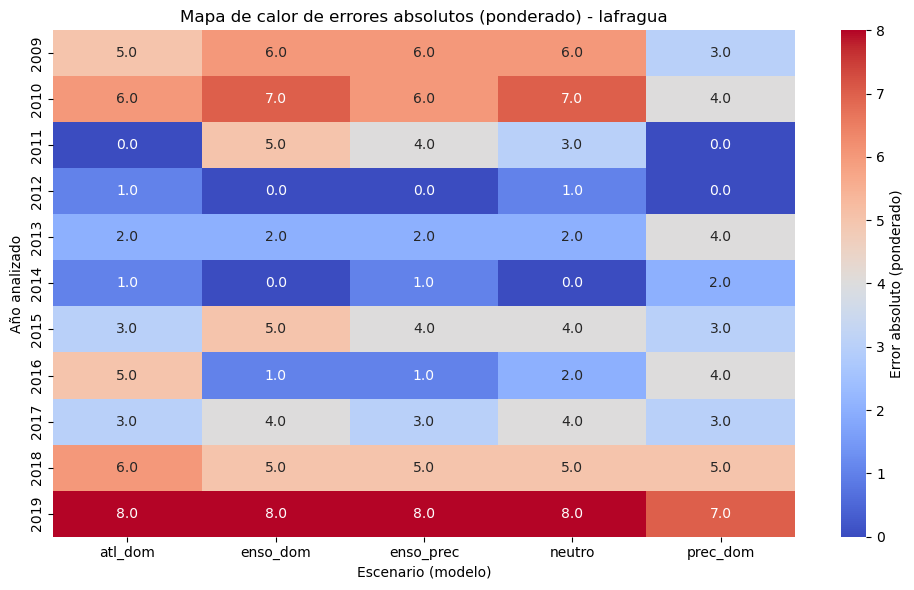 Mapa de calor de errores absolutos (ponderado) - lafragua
Año analizado
2009 5.0 6.0 6.0 6.0 3.0
2010 6.0 7.0 6.0 7.0 4.0
2011 0.0 5.0 4.0 3.0 0.0
2012 1.0 0.0 0.0 1.0 0.0
2013 2.0 2.0 2.0 2.0 4.0
2014 1.0 0.0 1.0 0.0 2.0
2015 3.0 5.0 4.0 4.0 3.0
2016 5.0 1.0 1.0 2.0 4.0
2017 3.0 4.0 3.0 4.0 3.0
2018 6.0 5.0 5.0 5.0 5.0
2019 8.0 8.0 8.0 8.0 7.0
atl_dom enso_dom enso_prec neutro prec_dom
Escenario (modelo)
8
7
6
5
4
3
2
1
0
Error absoluto (ponderado)